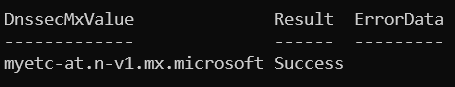 DnssecMxValue Result ErrorData
------------- ------ ---------
myetc-at.n-v1.mx.microsoft Success